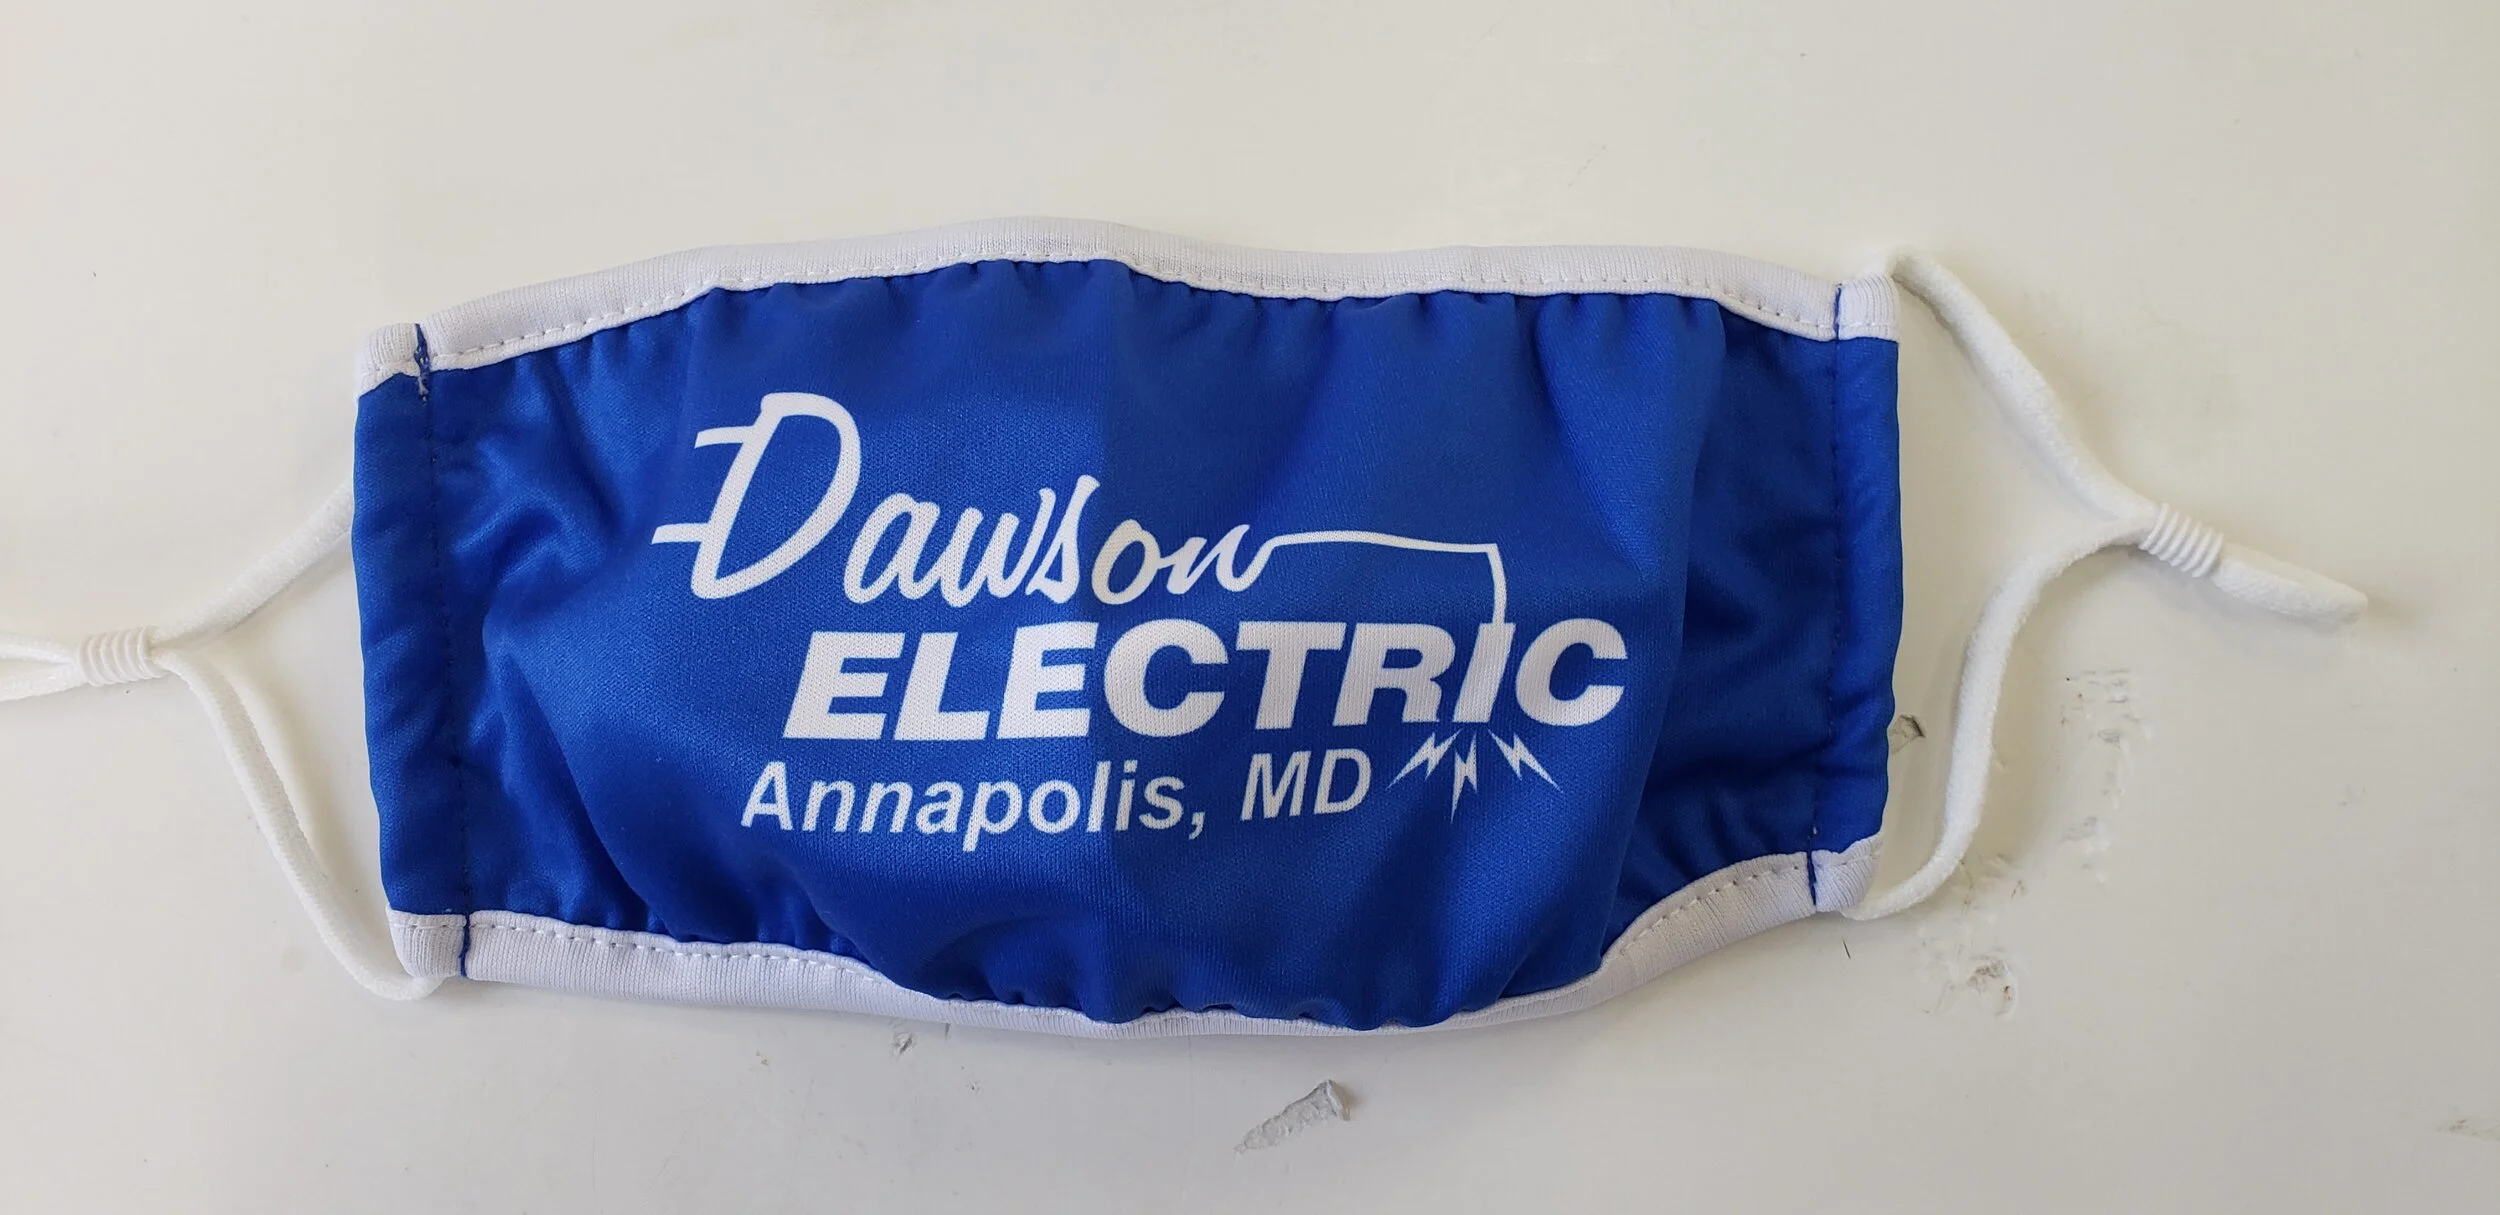 Dawson
ELECTRIC
Annapolis, MD